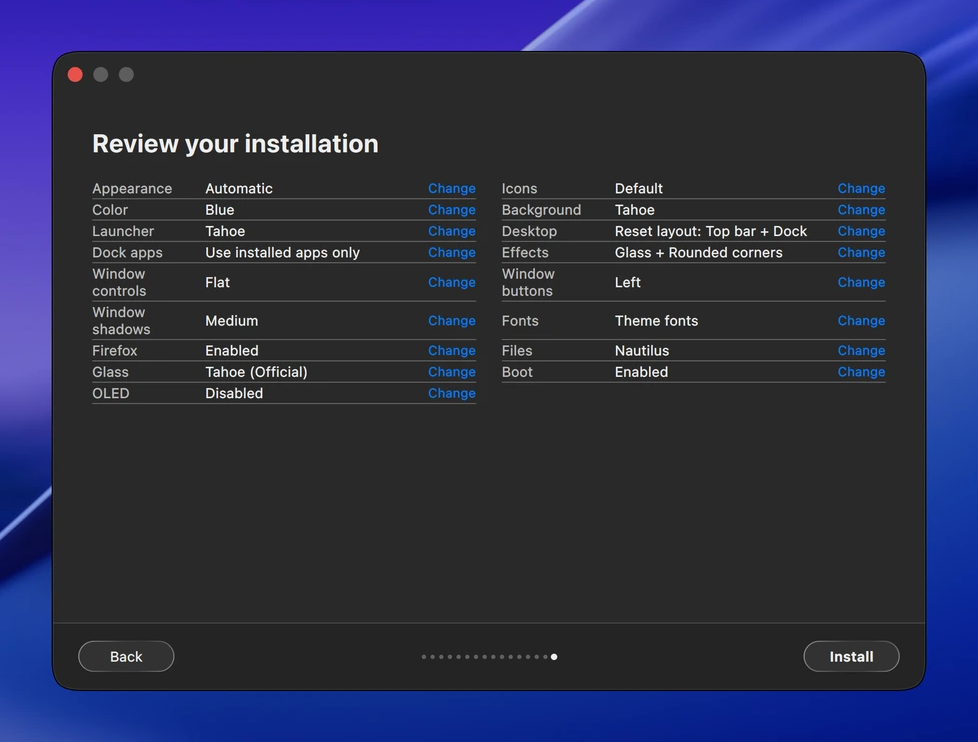 Review your installation
Appearance Automatic Change
Color Blue Change
Launcher Tahoe Change
Dock apps Use installed apps only Change
Window
controls Flat Change
Window
shadows Medium Change
Firefox Enabled Change
Glass Tahoe (Official) Change
OLED Disabled Change
Icons Default Change
Background Tahoe Change
Desktop Reset layout: Top bar + Dock Change
Effects Glass + Rounded corners Change
Window
buttons Left Change
Fonts Theme fonts Change
Files Nautilus Change
Boot Enabled Change
Back
Install